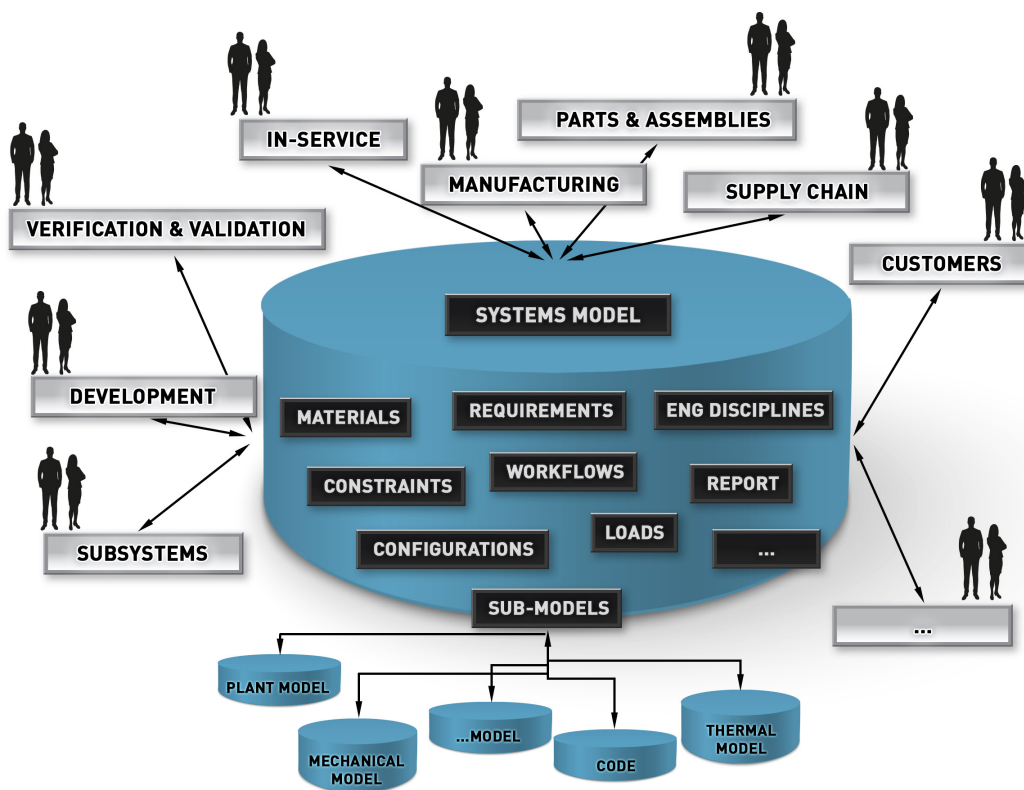 IN-SERVICE
PARTS & ASSEMBLIES
MANUFACTURING
SUPPLY CHAIN
VERIFICATION & VALIDATION
CUSTOMERS
SYSTEMS MODEL
DEVELOPMENT
MATERIALS
REQUIREMENTS
ENG DISCIPLINES
CONSTRAINTS
WORKFLOWS
REPORT
SUBSYSTEMS
CONFIGURATIONS
LOADS
...
SUB-MODELS
...
PLANT MODEL
MECHANICAL
MODEL
...MODEL
CODE
THERMAL
MODEL